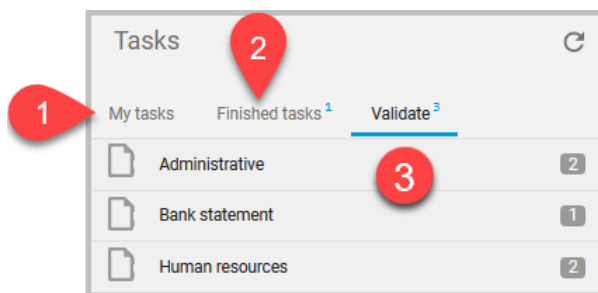 Tasks
2
1
My tasks Finished tasks 1 Validate 3
Administrative 2
3
Bank statement 1
Human resources 2